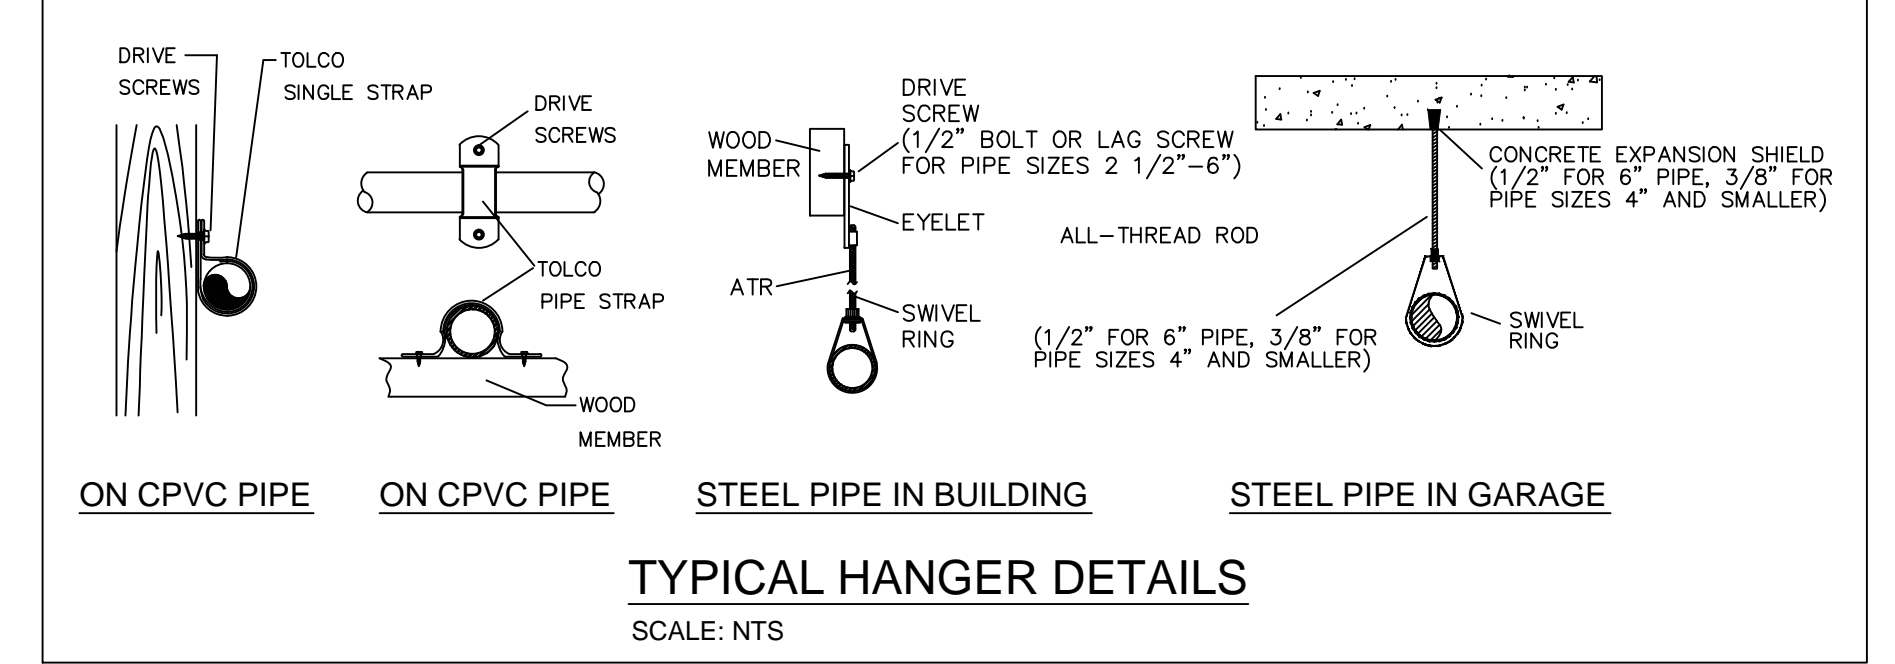 DRIVE
SCREWS
TOLCO
SINGLE STRAP
ON CPVC PIPE
DRIVE
SCREWS
TOLCO
PIPE STRAP
WOOD
MEMBER
ON CPVC PIPE
WOOD
MEMBER
DRIVE
SCREW
(1/2” BOLT OR LAG SCREW
FOR PIPE SIZES 2 1/2”–6”)
EYELET
ATR
SWIVEL
RING
STEEL PIPE IN BUILDING
CONCRETE EXPANSION SHIELD
(1/2” FOR 6” PIPE, 3/8” FOR
PIPE SIZES 4” AND SMALLER)
ALL–THREAD ROD
(1/2” FOR 6” PIPE, 3/8” FOR
PIPE SIZES 4” AND SMALLER)
SWIVEL
RING
STEEL PIPE IN GARAGE
TYPICAL HANGER DETAILS
SCALE: NTS